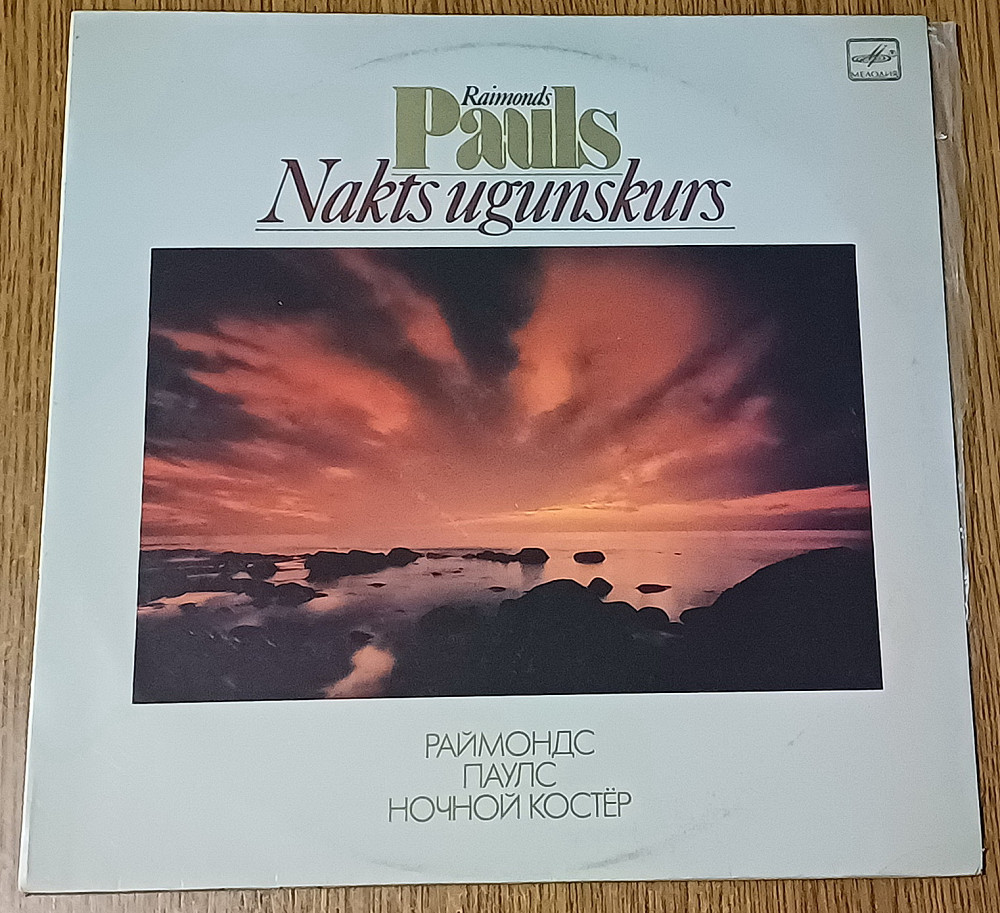 МЕЛОДИЯ
Raimonds
Pauls
Nakts ugunskurs
РАЙМОНДС
ПАУЛС
НОЧНОЙ КОСТЁР